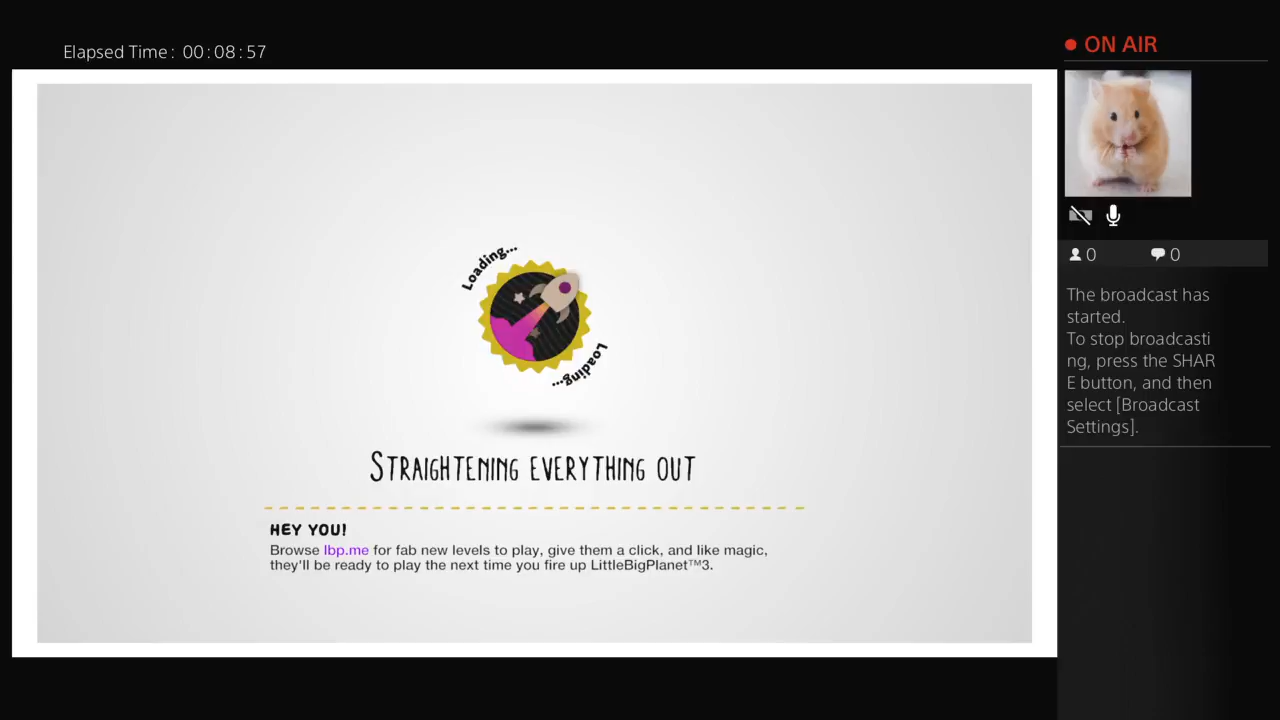 Elapsed Time: 00:08:57
ON AIR
0
0
The broadcast has
started.
To stop broadcasti
ng, press the SHAR
E button, and then
select [Broadcast
Settings].
Loading...
Loading...
STRAIGHTENING EVERYTHING OUT
HEY YOU!
Browse lbp.me for fab new levels to play, give them a click, and like magic,
they'll be ready to play the next time you fire up LittleBigPlanet™3.